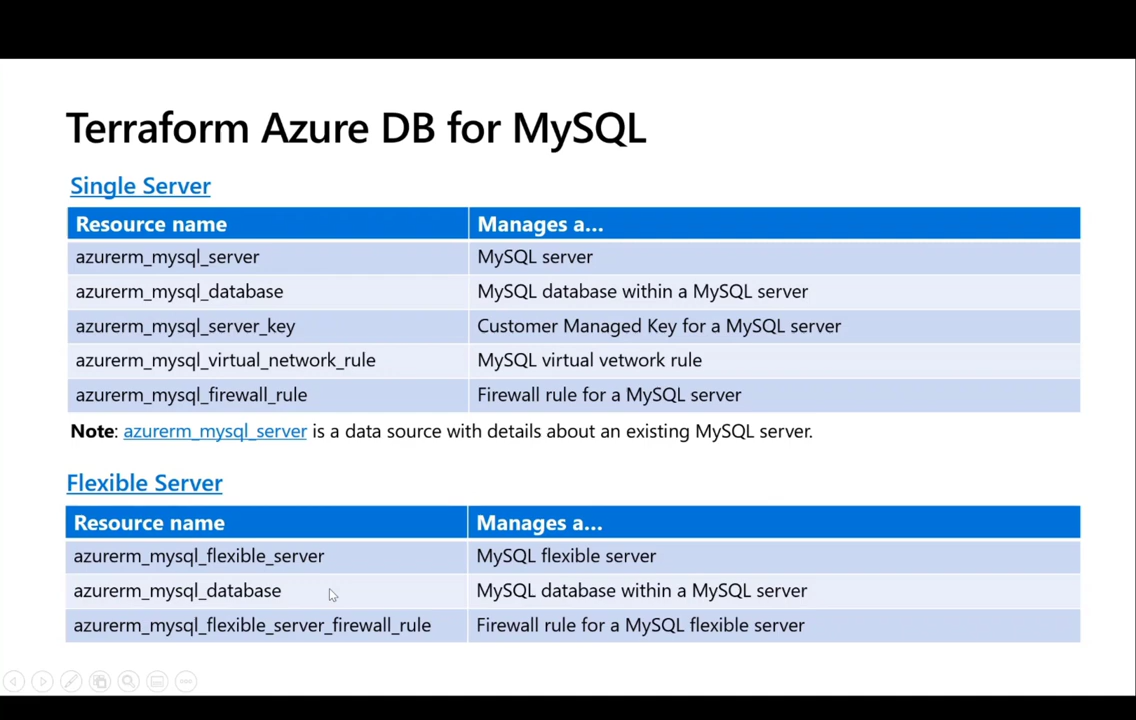 Terraform Azure DB for MySQL
Single Server
Resource name Manages a...
azurerm_mysql_server MySQL server
azurerm_mysql_database MySQL database within a MySQL server
azurerm_mysql_server_key Customer Managed Key for a MySQL server
azurerm_mysql_virtual_network_rule MySQL virtual vetwork rule
azurerm_mysql_firewall_rule Firewall rule for a MySQL server
Note: azurerm_mysql_server is a data source with details about an existing MySQL server.
Flexible Server
Resource name Manages a...
azurerm_mysql_flexible_server MySQL flexible server
azurerm_mysql_database MySQL database within a MySQL server
azurerm_mysql_flexible_server_firewall_rule Firewall rule for a MySQL flexible server